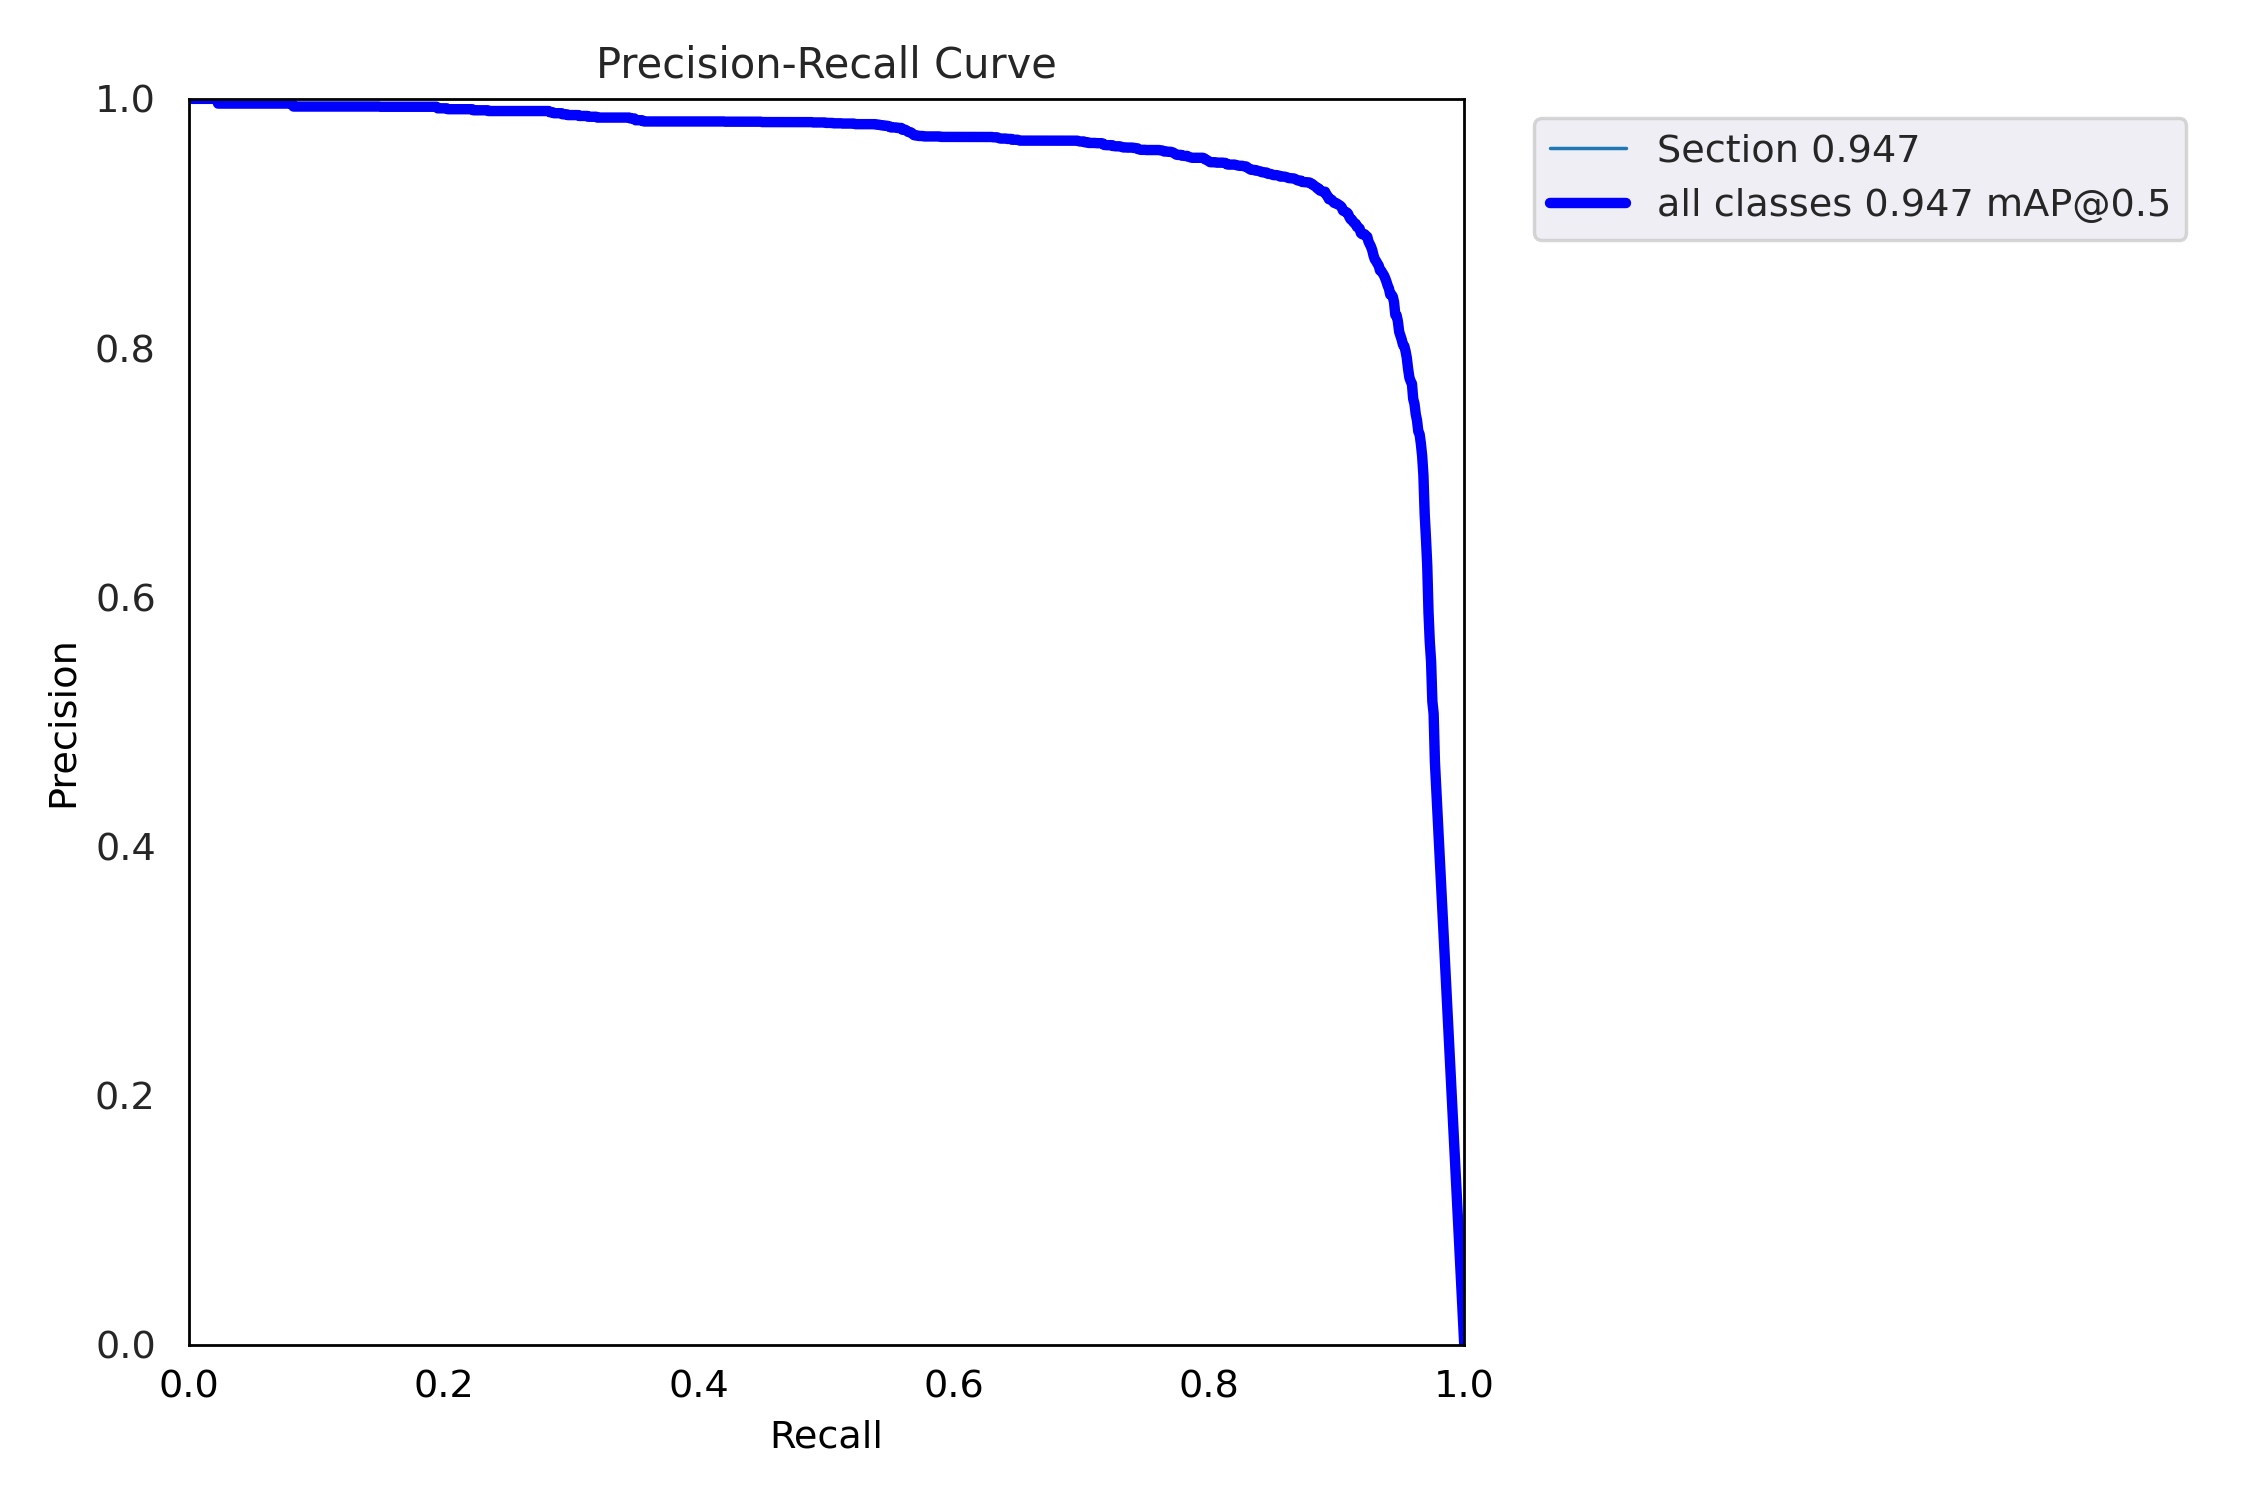 Precision-Recall Curve
1.0
0.8
0.6
0.4
0.2
0.0
Precision
0.0 0.2 0.4 0.6 0.8 1.0
Recall
Section 0.947
all classes 0.947 mAP@0.5